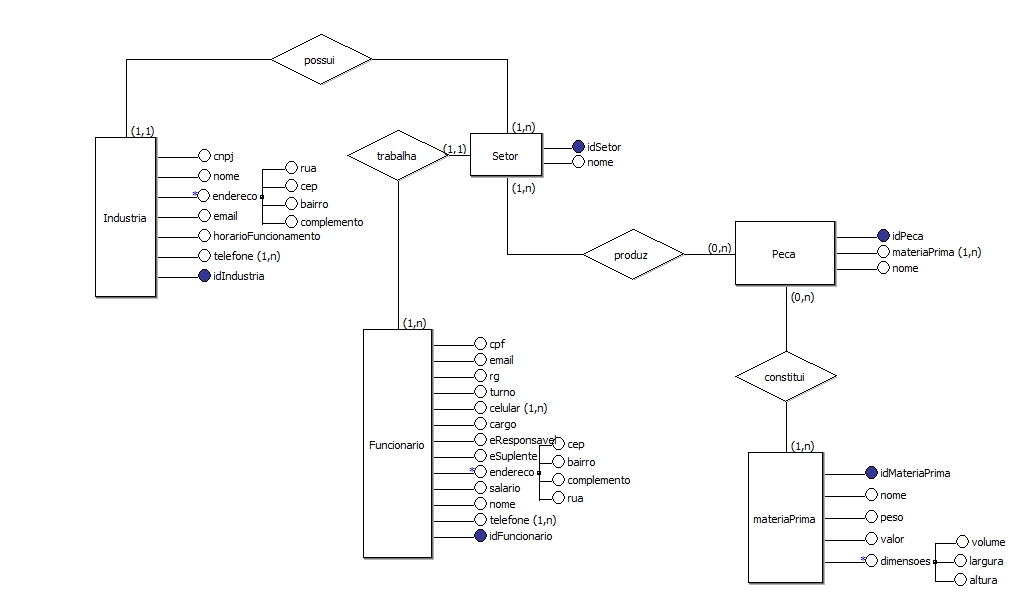 possui
(1,1)
(1,n)
trabalha
(1,1)
Setor
idSetor
nome
(1,n)
Industria
cnpj
nome
*
endereco
rua
cep
bairro
complemento
email
horarioFuncionamento
telefone (1,n)
idIndustria
produz
(0,n)
Peca
idPeca
materiaPrima (1,n)
nome
(0,n)
constitui
(1,n)
(1,n)
Funcionario
cpf
email
rg
turno
celular (1,n)
cargo
eResponsavel
eSuplente
*
endereco
cep
bairro
complemento
rua
salario
nome
telefone (1,n)
idFuncionario
materiaPrima
idMateriaPrima
nome
peso
valor
*
dimensoes
volume
largura
altura